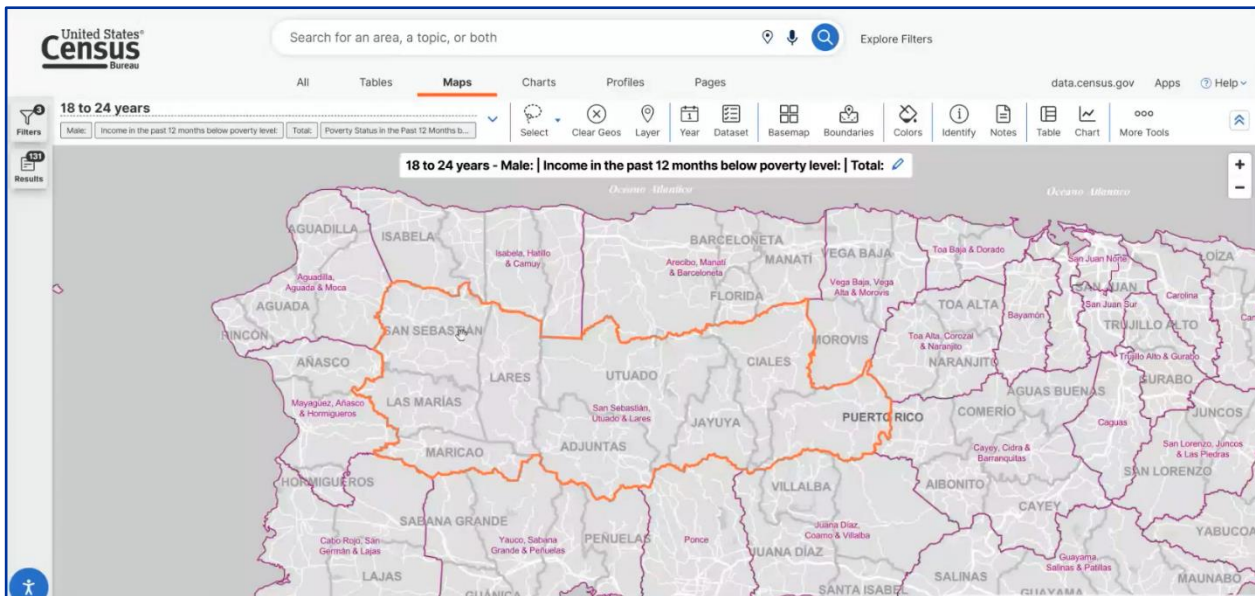 United States®
Census
Bureau
Search for an area, a topic, or both
Explore Filters
All Tables Maps Charts Profiles Pages
data.census.gov Apps Help
3
Filters
131
Results
18 to 24 years
Male: Income in the past 12 months below poverty level: Total: Poverty Status in the Past 12 Months b...
Select Clear Geos Layer Year Dataset Basemap Boundaries Colors Identify Notes Table Chart More Tools
18 to 24 years - Male: | Income in the past 12 months below poverty level: | Total:
+
−
Oceano Atlantico
Oceano Atlantico
AGUADILLA
ISABELA
Isabela, Hatillo
& Camuy
BARCELONETA
Arecibo, Manatí
& Barceloneta
MANATÍ
VEGA BAJA
Toa Baja & Dorado
San Juan Norte
LOÍZA
Aguadilla,
Aguada & Moca
Vega Baja, Vega
Alta & Morovis
SAN JUAN
San Juan Sur
Carolina
AGUADA
FLORIDA
TOA ALTA
Bayamón
RINCÓN
SAN SEBASTIÁN
MOROVIS
Toa Alta, Corozal
& Naranjito
TRUJILLO ALTO
Trujillo Alto & Gurabo
AÑASCO
LARES
UTUADO
CIALES
NARANJITO
GURABO
LAS MARÍAS
AGUAS BUENAS
Mayagüez, Añasco
& Hormigueros
San Sebastián,
Utuado & Lares
JAYUYA
PUERTO RICO
COMERÍO
Caguas
JUNCOS
MARICAO
ADJUNTAS
Cayey, Cidra &
Barranquitas
San Lorenzo, Juncos
& Las Piedras
SAN LORENZO
HORMIGUEROS
VILLALBA
AIBONITO
CAYEY
SABANA GRANDE
Cabo Rojo, San
Germán & Lajas
Yauco, Sabana
Grande & Peñuelas
PEÑUELAS
Ponce
Juana Díaz,
Coamo & Villalba
JUANA DÍAZ
YABUCOA
Guayama,
Salinas & Patillas
LAJAS
SALINAS
MAUNABO
GUÁNICA
SANTA ISABEL
GUAYAMA